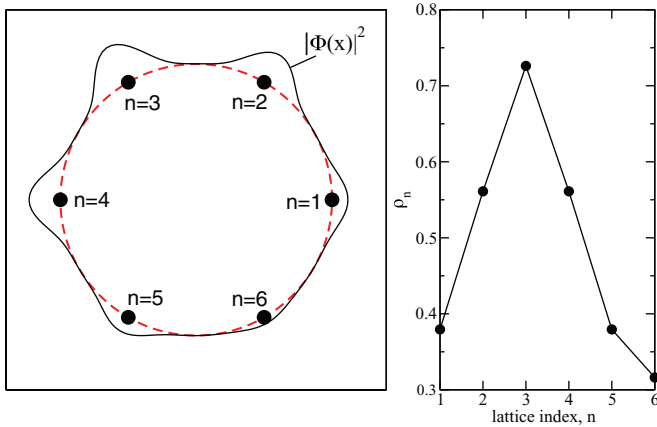 |Φ(x)|²
n=3
n=2
n=4
n=1
n=5
n=6
0.8
0.7
0.6
0.5
0.4
0.3
ρn
1 2 3 4 5 6
lattice index, n